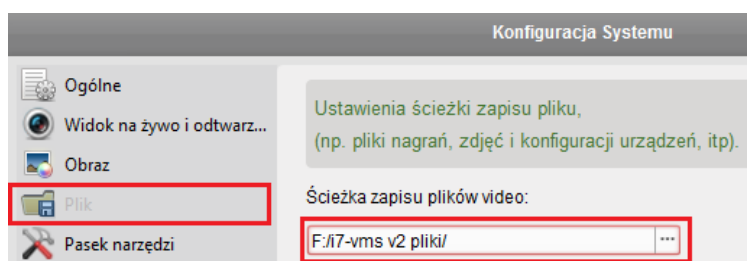 Konfiguracja Systemu
Ogólne
Widok na żywo i odtwarz...
Obraz
Plik
Pasek narzędzi
Ustawienia ścieżki zapisu pliku,
(np. pliki nagrań, zdjęć i konfiguracji urządzeń, itp).
Ścieżka zapisu plików video:
F:/i7-vms v2 pliki/
...